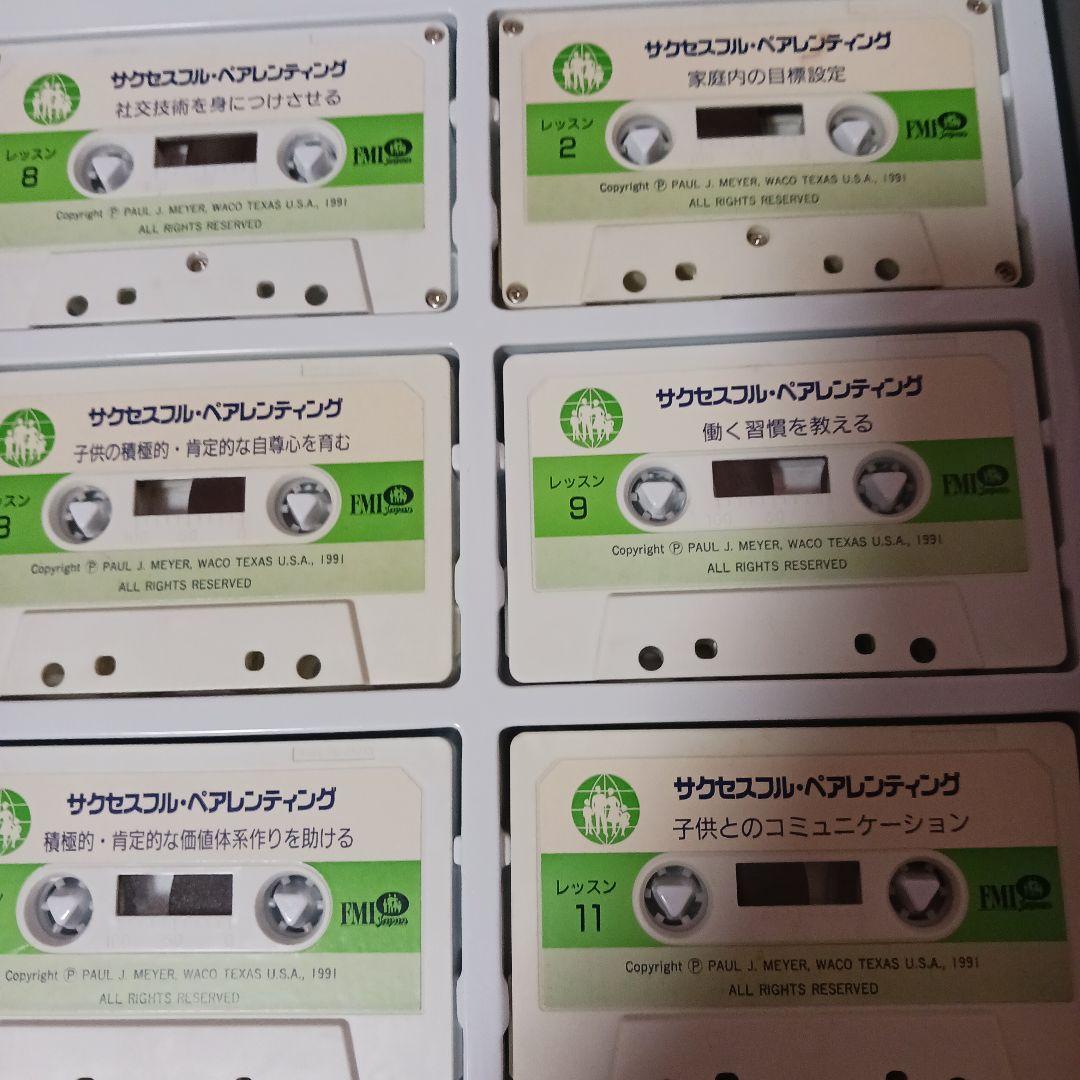 サクセスフル・ペアレンティング
社交技術を身につけさせる
レッスン
8
FMI Japan
Copyright Ⓟ PAUL J. MEYER, WACO TEXAS U.S.A., 1991
ALL RIGHTS RESERVED
サクセスフル・ペアレンティング
家庭内の目標設定
レッスン
2
FMI Japan
Copyright Ⓟ PAUL J. MEYER, WACO TEXAS U.S.A., 1991
ALL RIGHTS RESERVED
サクセスフル・ペアレンティング
子供の積極的・肯定的な自尊心を育む
FMI Japan
Copyright Ⓟ PAUL J. MEYER, WACO TEXAS U.S.A., 1991
ALL RIGHTS RESERVED
サクセスフル・ペアレンティング
働く習慣を教える
レッスン
9
FMI Japan
Copyright Ⓟ PAUL J. MEYER, WACO TEXAS U.S.A., 1991
ALL RIGHTS RESERVED
サクセスフル・ペアレンティング
積極的・肯定的な価値体系作りを助ける
FMI Japan
Copyright Ⓟ PAUL J. MEYER, WACO TEXAS U.S.A., 1991
ALL RIGHTS RESERVED
サクセスフル・ペアレンティング
子供とのコミュニケーション
レッスン
11
FMI Japan
Copyright Ⓟ PAUL J. MEYER, WACO TEXAS U.S.A., 1991
ALL RIGHTS RESERVED